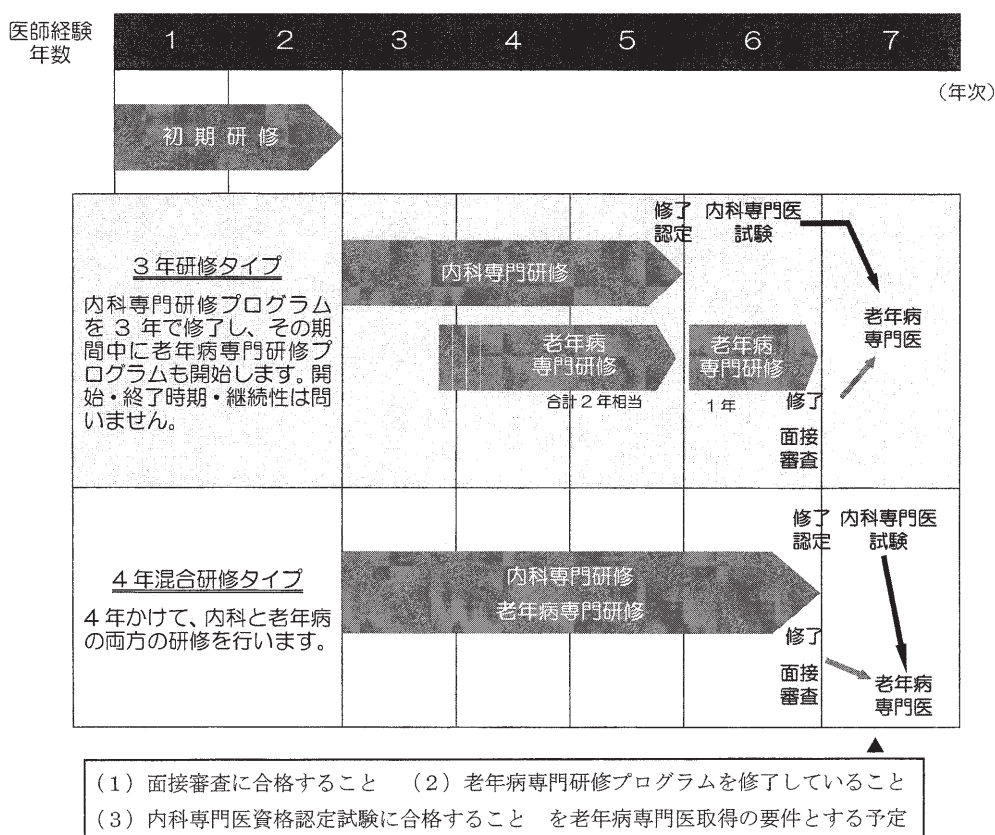 医師経験
年数
1 2 3 4 5 6 7
（年次）
初期研修
3年研修タイプ
内科専門研修プログラム
を3年で修了し、その期
間中に老年病専門研修プ
ログラムも開始します。開
始・終了時期・継続性は問
いません。
内科専門研修
修了
認定
内科専門医
試験
老年病
専門研修
合計2年相当
老年病
専門研修
1年
修了
面接
審査
老年病
専門医
4年混合研修タイプ
4年かけて、内科と老年病
の両方の研修を行います。
内科専門研修
老年病専門研修
修了
認定
内科専門医
試験
修了
面接
審査
老年病
専門医
（1）面接審査に合格すること （2）老年病専門研修プログラムを修了していること
（3）内科専門医資格認定試験に合格すること を老年病専門医取得の要件とする予定